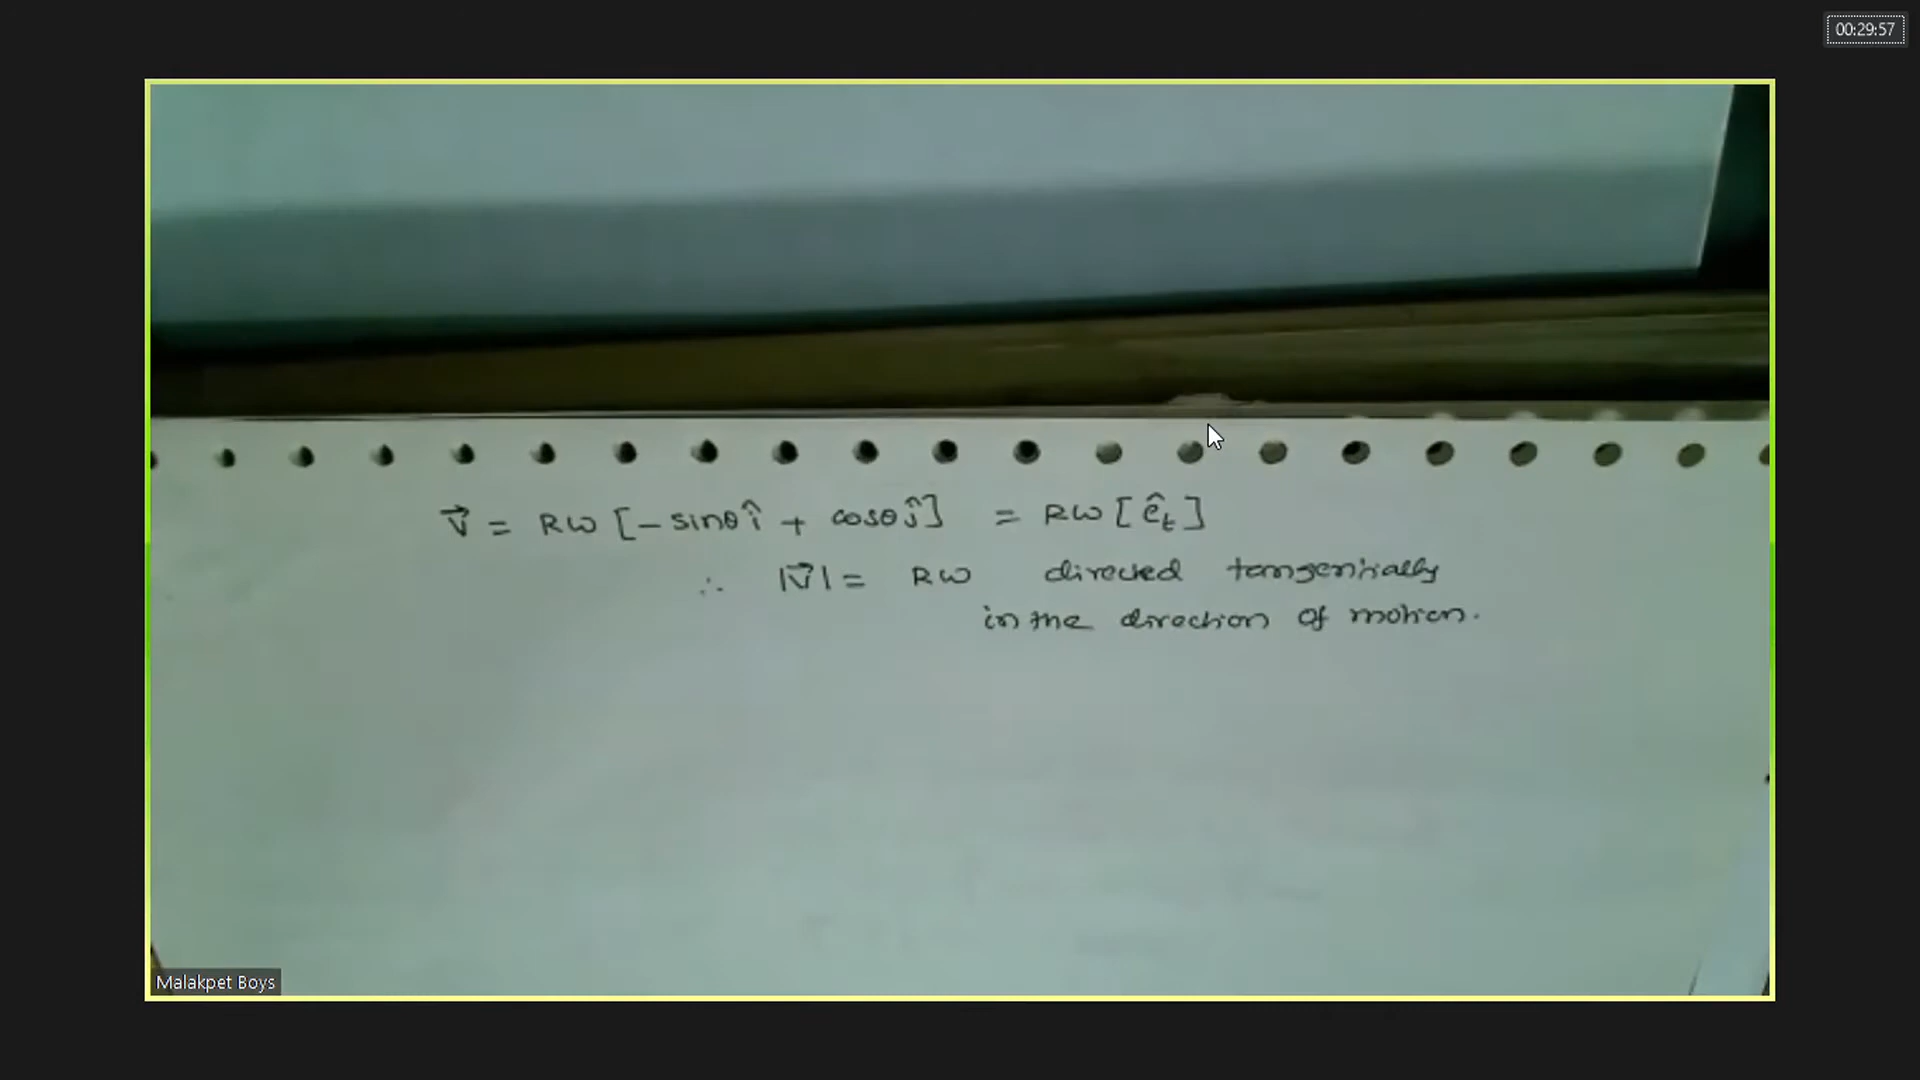 00:29:57
V⃗ = Rω [-sinθ î + cosθ ĵ] = Rω [ê_t]
∴ |V⃗| = Rω directed tangentially
in the direction of motion.
Malakpet Boys